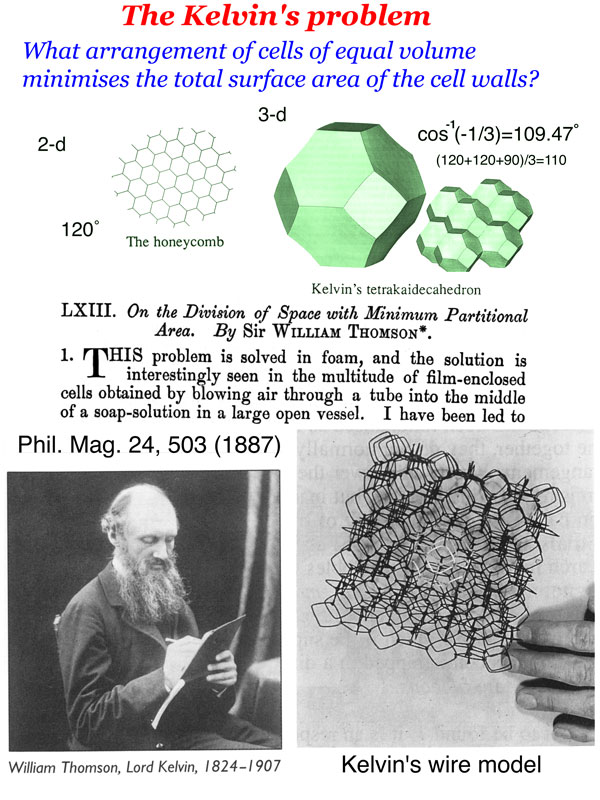 The Kelvin's problem
What arrangement of cells of equal volume
minimises the total surface area of the cell walls?
2-d
3-d
cos-1(-1/3)=109.47°
(120+120+90)/3=110
120°
The honeycomb
Kelvin's tetrakaidecahedron
LXIII. On the Division of Space with Minimum Partitional
Area. By Sir WILLIAM THOMSON*.
1. THIS problem is solved in foam, and the solution is
interestingly seen in the multitude of film-enclosed
cells obtained by blowing air through a tube into the middle
of a soap-solution in a large open vessel. I have been led to
Phil. Mag. 24, 503 (1887)
William Thomson, Lord Kelvin, 1824–1907
Kelvin's wire model